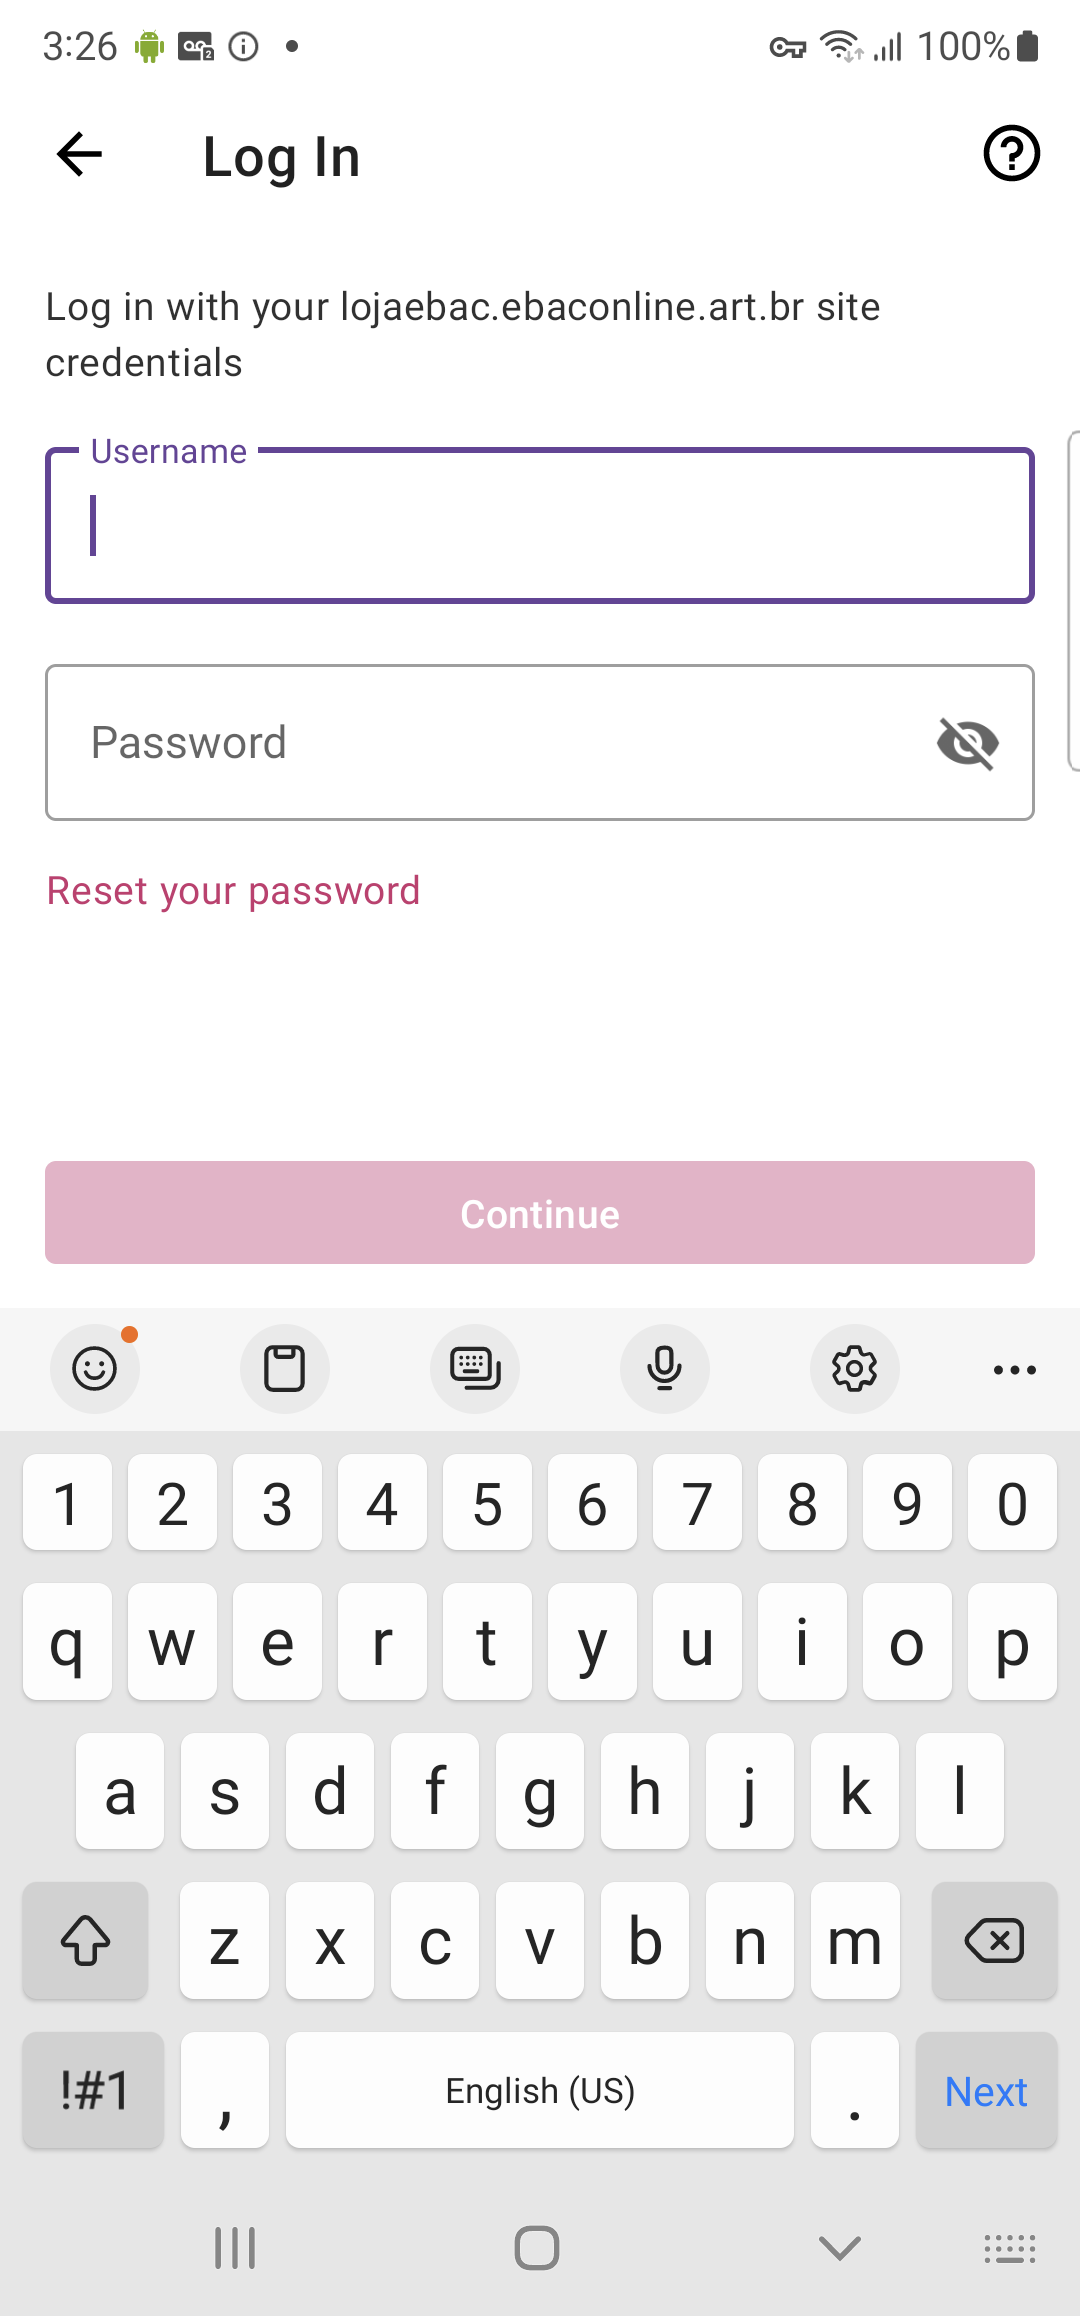 3:26
100%
Log In
Log in with your lojaebac.ebaconline.art.br site
credentials
Username
Password
Reset your password
Continue
1 2 3 4 5 6 7 8 9 0
q w e r t y u i o p
a s d f g h j k l
z x c v b n m
!#1 , English (US) . Next